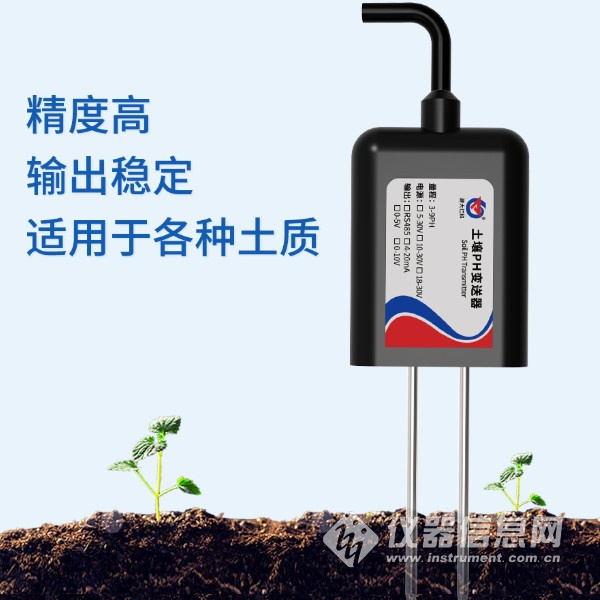 精度高
输出稳定
适用于各种土质
土壤PH变送器
Soil PH Transmitter
量程：3-9PH
电源：□5-30V □10-30V □18-30V
输出：□RS485 □4-20mA
□0-5V □0-10V
仪器信息网
www.instrument.com.cn